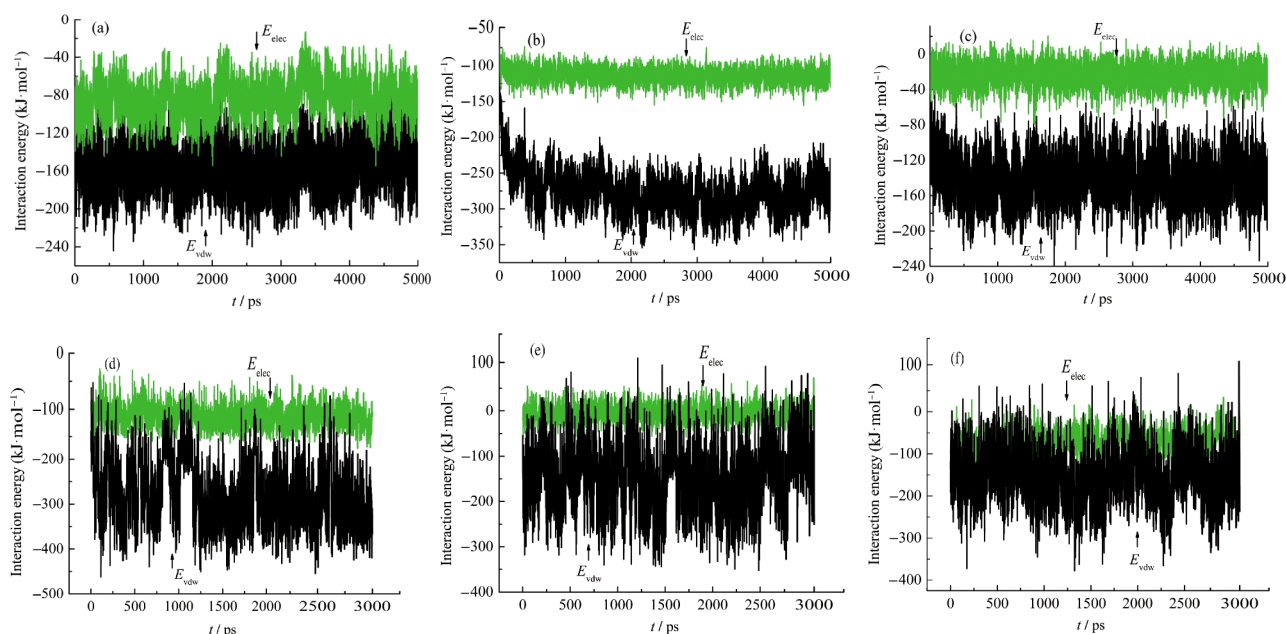 (a)
E_elec
E_vdw
Interaction energy (kJ·mol⁻¹)
0
−40
−80
−120
−160
−200
−240
0 1000 2000 3000 4000 5000
t / ps
(b)
E_elec
E_vdw
Interaction energy (kJ·mol⁻¹)
−50
−100
−150
−200
−250
−300
−350
0 1000 2000 3000 4000 5000
t / ps
(c)
E_elec
E_vdw
Interaction energy (kJ·mol⁻¹)
0
−40
−80
−120
−160
−200
−240
0 1000 2000 3000 4000 5000
t / ps
(d)
E_elec
E_vdw
Interaction energy (kJ·mol⁻¹)
0
−100
−200
−300
−400
−500
0 500 1000 1500 2000 2500 3000
t / ps
(e)
E_elec
E_vdw
Interaction energy (kJ·mol⁻¹)
100
0
−100
−200
−300
−400
0 500 1000 1500 2000 2500 3000
t / ps
(f)
E_elec
E_vdw
Interaction energy (kJ·mol⁻¹)
100
0
−100
−200
−300
−400
0 500 1000 1500 2000 2500 3000
t / ps